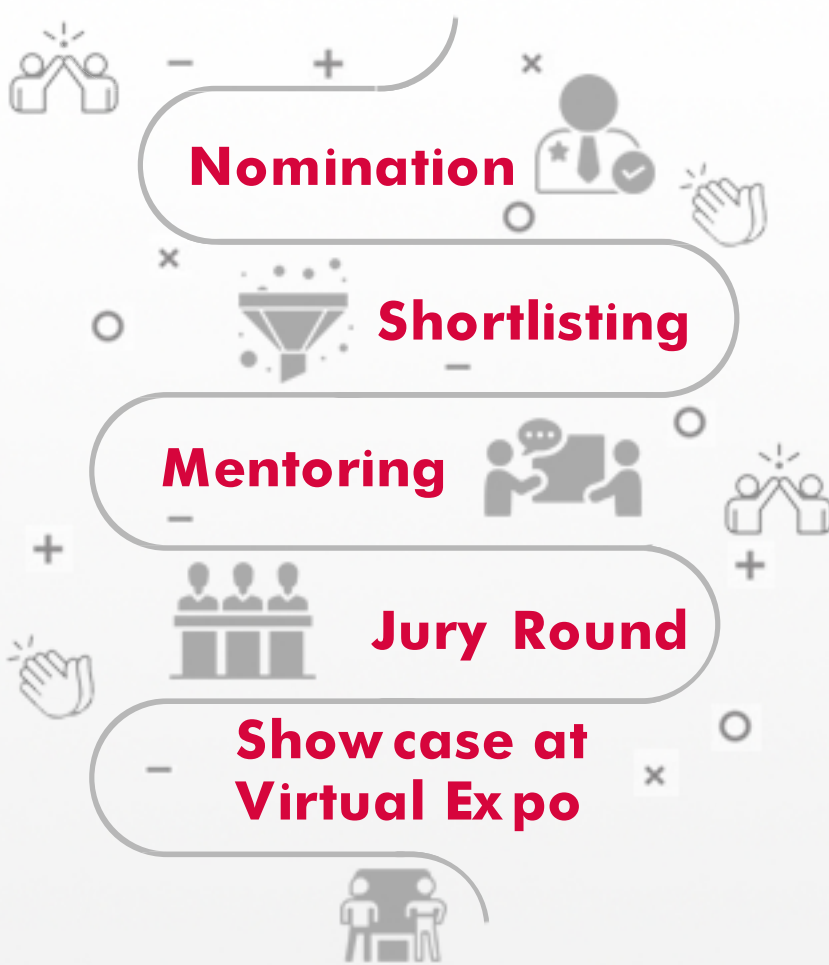 Nomination
Shortlisting
Mentoring
Jury Round
Showcase at
Virtual Expo